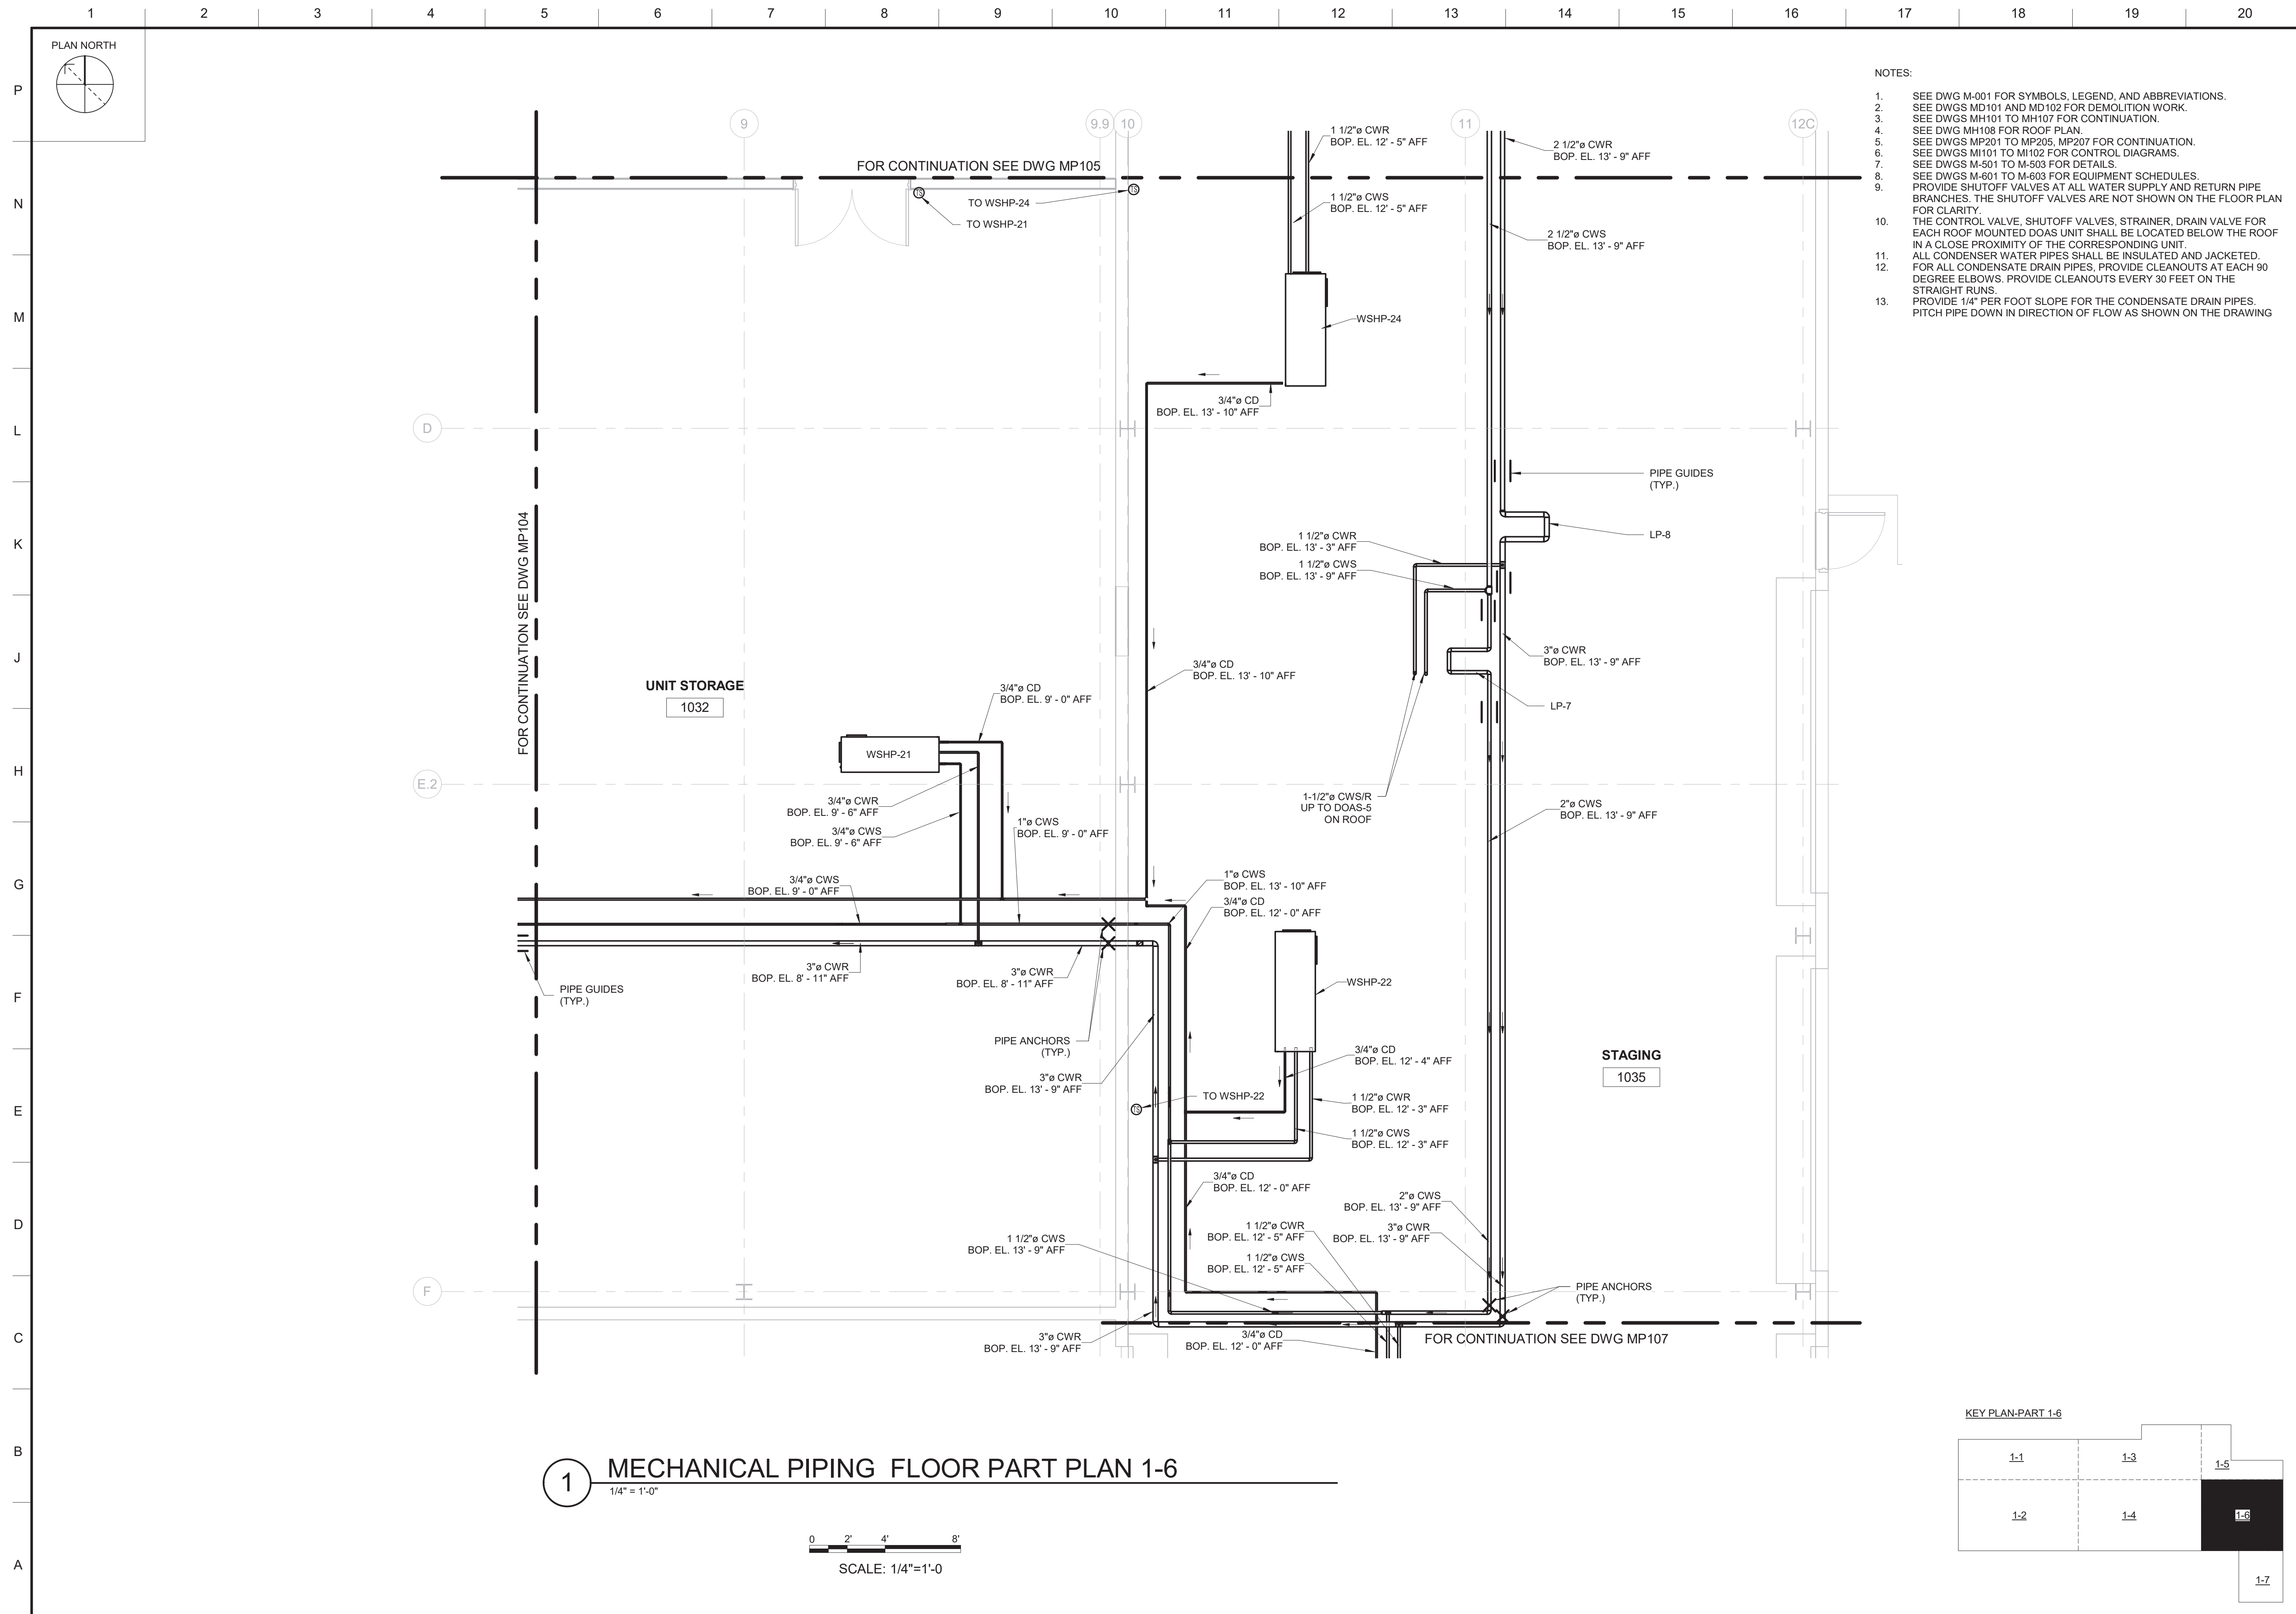 1 2 3 4 5 6 7 8 9 10 11 12 13 14 15 16 17 18 19 20
P
N
M
L
K
J
H
G
F
E
D
C
B
A
PLAN NORTH
NOTES:
1. SEE DWG M-001 FOR SYMBOLS, LEGEND, AND ABBREVIATIONS.
2. SEE DWGS MD101 AND MD102 FOR DEMOLITION WORK.
3. SEE DWGS MH101 TO MH107 FOR CONTINUATION.
4. SEE DWG MH108 FOR ROOF PLAN.
5. SEE DWGS MP201 TO MP205, MP207 FOR CONTINUATION.
6. SEE DWGS MI101 TO MI102 FOR CONTROL DIAGRAMS.
7. SEE DWGS M-501 TO M-503 FOR DETAILS.
8. SEE DWGS M-601 TO M-603 FOR EQUIPMENT SCHEDULES.
9. PROVIDE SHUTOFF VALVES AT ALL WATER SUPPLY AND RETURN PIPE
BRANCHES. THE SHUTOFF VALVES ARE NOT SHOWN ON THE FLOOR PLAN
FOR CLARITY.
10. THE CONTROL VALVE, SHUTOFF VALVES, STRAINER, DRAIN VALVE FOR
EACH ROOF MOUNTED DOAS UNIT SHALL BE LOCATED BELOW THE ROOF
IN A CLOSE PROXIMITY OF THE CORRESPONDING UNIT.
11. ALL CONDENSER WATER PIPES SHALL BE INSULATED AND JACKETED.
12. FOR ALL CONDENSATE DRAIN PIPES, PROVIDE CLEANOUTS AT EACH 90
DEGREE ELBOWS. PROVIDE CLEANOUTS EVERY 30 FEET ON THE
STRAIGHT RUNS.
13. PROVIDE 1/4" PER FOOT SLOPE FOR THE CONDENSATE DRAIN PIPES.
PITCH PIPE DOWN IN DIRECTION OF FLOW AS SHOWN ON THE DRAWING
9
9.9
10
11
12C
D
E.2
F
FOR CONTINUATION SEE DWG MP105
FOR CONTINUATION SEE DWG MP104
1 1/2"ø CWR
BOP. EL. 12' - 5" AFF
2 1/2"ø CWR
BOP. EL. 13' - 9" AFF
TS
TS
TO WSHP-24
TO WSHP-21
1 1/2"ø CWS
BOP. EL. 12' - 5" AFF
2 1/2"ø CWS
BOP. EL. 13' - 9" AFF
WSHP-24
3/4"ø CD
BOP. EL. 13' - 10" AFF
PIPE GUIDES
(TYP.)
LP-8
1 1/2"ø CWR
BOP. EL. 13' - 3" AFF
1 1/2"ø CWS
BOP. EL. 13' - 9" AFF
3"ø CWR
BOP. EL. 13' - 9" AFF
3/4"ø CD
BOP. EL. 13' - 10" AFF
UNIT STORAGE
1032
3/4"ø CD
BOP. EL. 9' - 0" AFF
LP-7
WSHP-21
3/4"ø CWR
BOP. EL. 9' - 6" AFF
3/4"ø CWS
BOP. EL. 9' - 6" AFF
1"ø CWS
BOP. EL. 9' - 0" AFF
1-1/2"ø CWS/R
UP TO DOAS-5
ON ROOF
2"ø CWS
BOP. EL. 13' - 9" AFF
3/4"ø CWS
BOP. EL. 9' - 0" AFF
1"ø CWS
BOP. EL. 13' - 10" AFF
3/4"ø CD
BOP. EL. 12' - 0" AFF
3"ø CWR
BOP. EL. 8' - 11" AFF
3"ø CWR
BOP. EL. 8' - 11" AFF
PIPE GUIDES
(TYP.)
WSHP-22
PIPE ANCHORS
(TYP.)
3"ø CWR
BOP. EL. 13' - 9" AFF
3/4"ø CD
BOP. EL. 12' - 4" AFF
STAGING
1035
TS
TO WSHP-22
1 1/2"ø CWR
BOP. EL. 12' - 3" AFF
1 1/2"ø CWS
BOP. EL. 12' - 3" AFF
3/4"ø CD
BOP. EL. 12' - 0" AFF
2"ø CWS
BOP. EL. 13' - 9" AFF
1 1/2"ø CWR
BOP. EL. 12' - 5" AFF
3"ø CWR
BOP. EL. 13' - 9" AFF
1 1/2"ø CWS
BOP. EL. 13' - 9" AFF
1 1/2"ø CWS
BOP. EL. 12' - 5" AFF
PIPE ANCHORS
(TYP.)
3"ø CWR
BOP. EL. 13' - 9" AFF
3/4"ø CD
BOP. EL. 12' - 0" AFF
FOR CONTINUATION SEE DWG MP107
1
MECHANICAL PIPING FLOOR PART PLAN 1-6
1/4" = 1'-0"
0 2' 4' 8'
SCALE: 1/4"=1'-0
KEY PLAN-PART 1-6
1-1
1-3
1-5
1-2
1-4
1-6
1-7